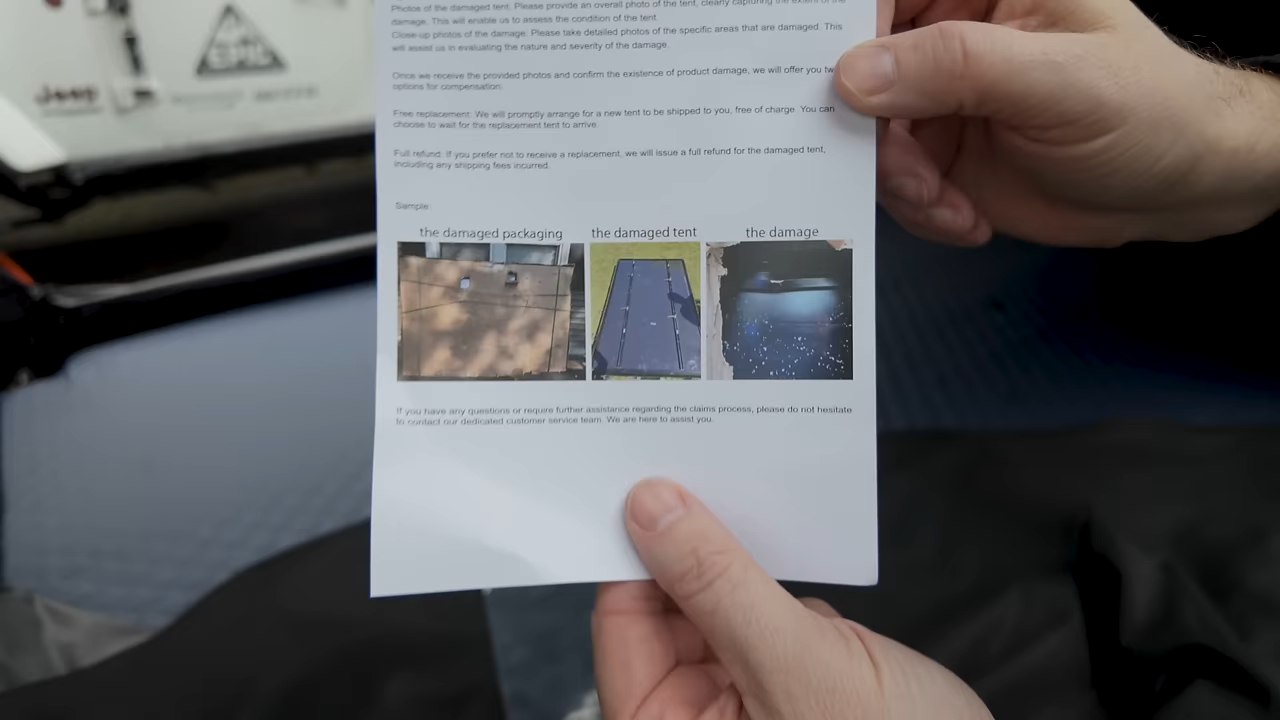 Photos of the damaged tent: Please provide an overall photo of the tent, clearly capturing the extent of the
damage. This will enable us to assess the condition of the tent.
Close-up photos of the damage: Please take detailed photos of the specific areas that are damaged. This
will assist us in evaluating the nature and severity of the damage.
Once we receive the provided photos and confirm the existence of product damage, we will offer you tw
options for compensation:
Free replacement: We will promptly arrange for a new tent to be shipped to you, free of charge. You can
choose to wait for the replacement tent to arrive.
Full refund: If you prefer not to receive a replacement, we will issue a full refund for the damaged tent,
including any shipping fees incurred.
Sample:
the damaged packaging the damaged tent the damage
If you have any questions or require further assistance regarding the claims process, please do not hesitate
to contact our dedicated customer service team. We are here to assist you.
Jeep